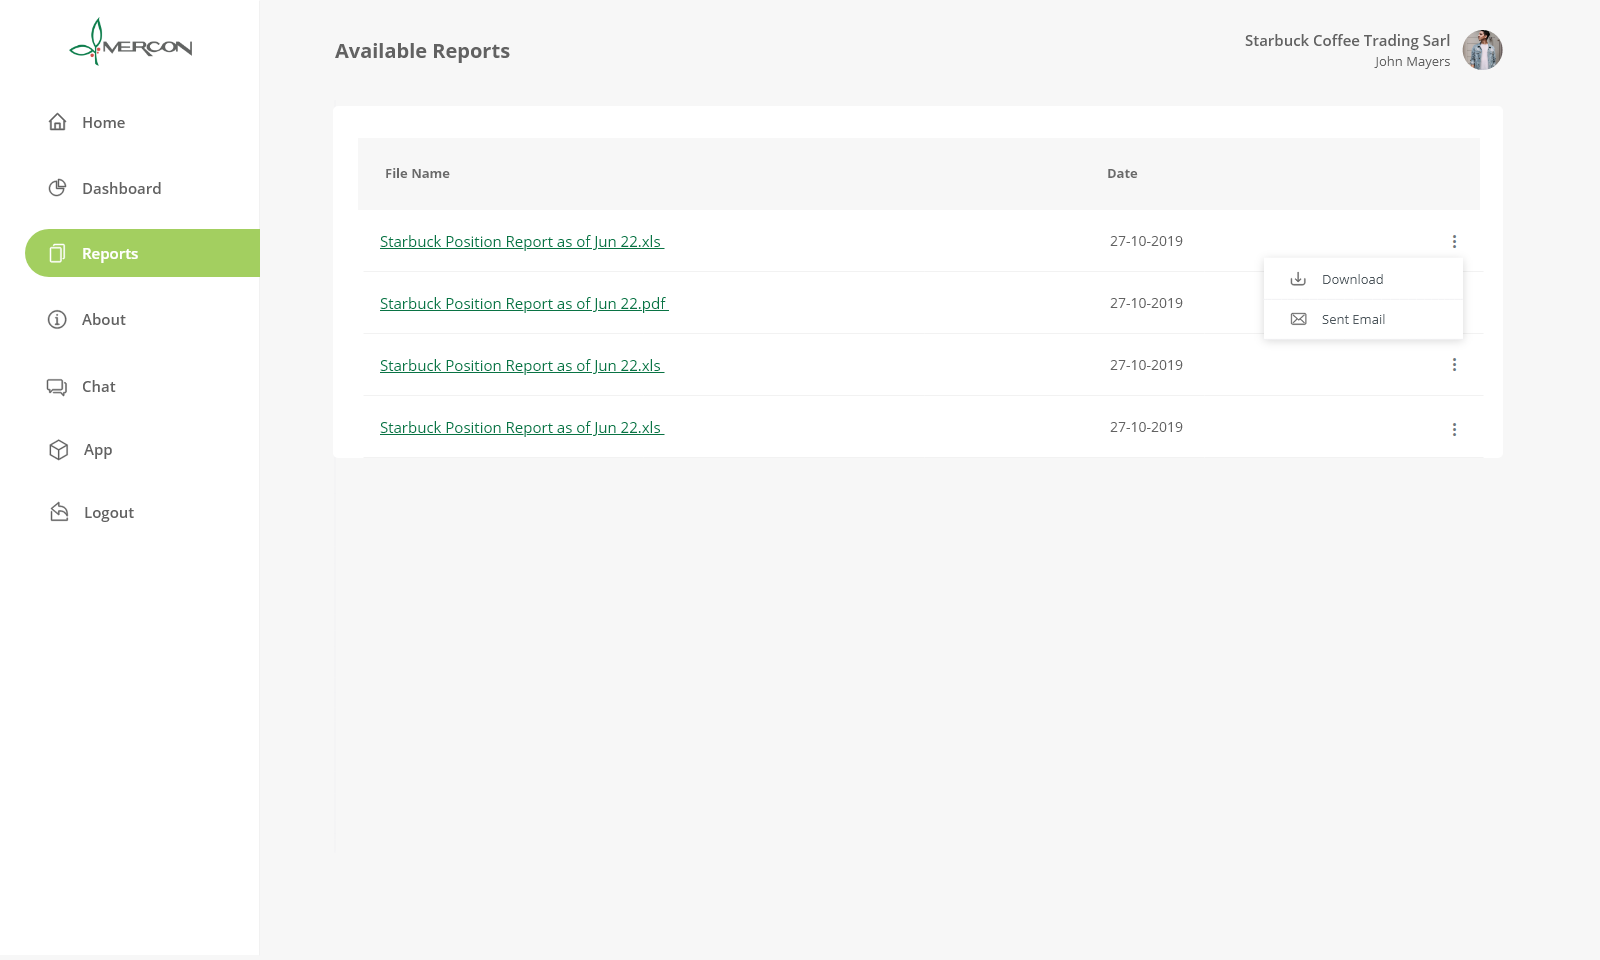 MERCON
Home
Dashboard
Reports
About
Chat
App
Logout
Available Reports
Starbuck Coffee Trading Sarl
John Mayers
File Name Date
Starbuck Position Report as of Jun 22.xls 27-10-2019
Download
Starbuck Position Report as of Jun 22.pdf 27-10-2019
Sent Email
Starbuck Position Report as of Jun 22.xls 27-10-2019
Starbuck Position Report as of Jun 22.xls 27-10-2019